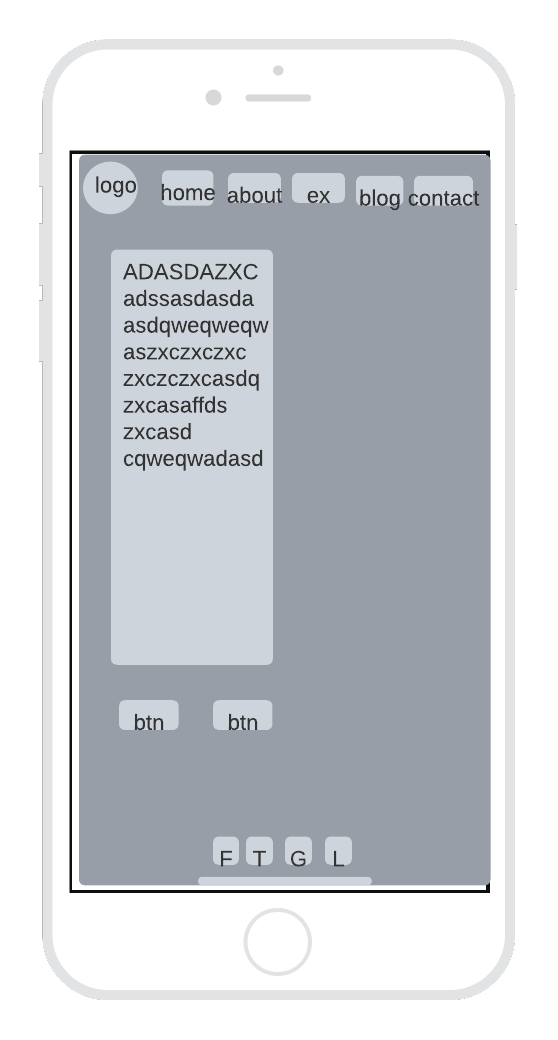 logo home about ex blog contact
ADASDAZXC
adssasdasda
asdqweqweqw
aszxczxczxc
zxczczxcasdq
zxcasaffds
zxcasd
cqweqwadasd
btn btn
F T G L